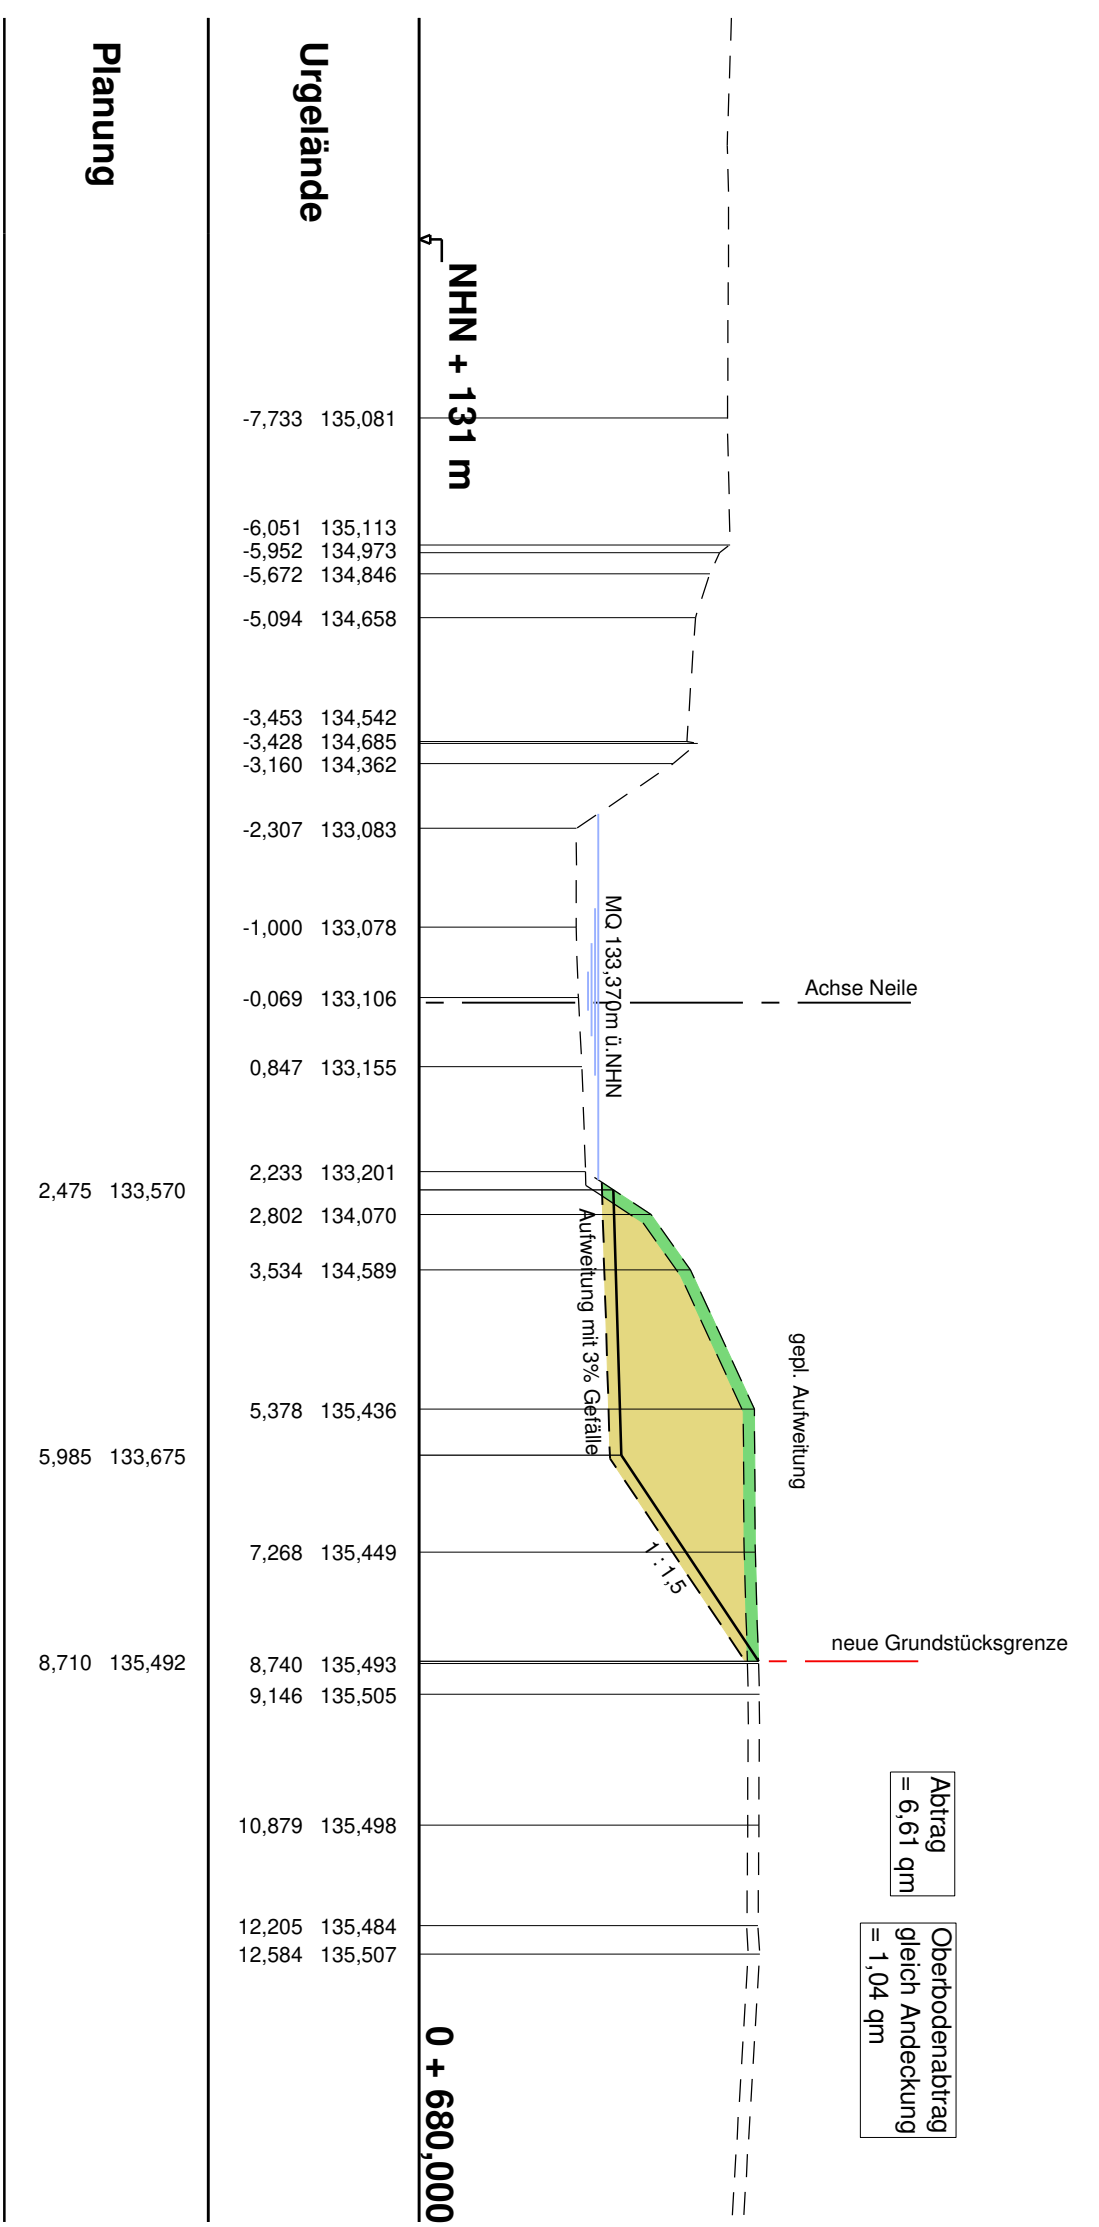 Planung
Urgelände
NHN + 131 m
-7,733 135,081
-6,051 135,113
-5,952 134,973
-5,672 134,846
-5,094 134,658
-3,453 134,542
-3,428 134,685
-3,160 134,362
-2,307 133,083
-1,000 133,078
-0,069 133,106
0,847 133,155
2,233 133,201
2,802 134,070
3,534 134,589
5,378 135,436
7,268 135,449
8,740 135,493
9,146 135,505
10,879 135,498
12,205 135,484
12,584 135,507
2,475 133,570
5,985 133,675
8,710 135,492
MQ 133,370m ü.NHN
Achse Neile
Aufweitung mit 3% Gefälle
gepl. Aufweitung
1 : 1,5
neue Grundstücksgrenze
Abtrag
= 6,61 qm
Oberbodenabtrag
gleich Andeckung
= 1,04 qm
0 + 680,000